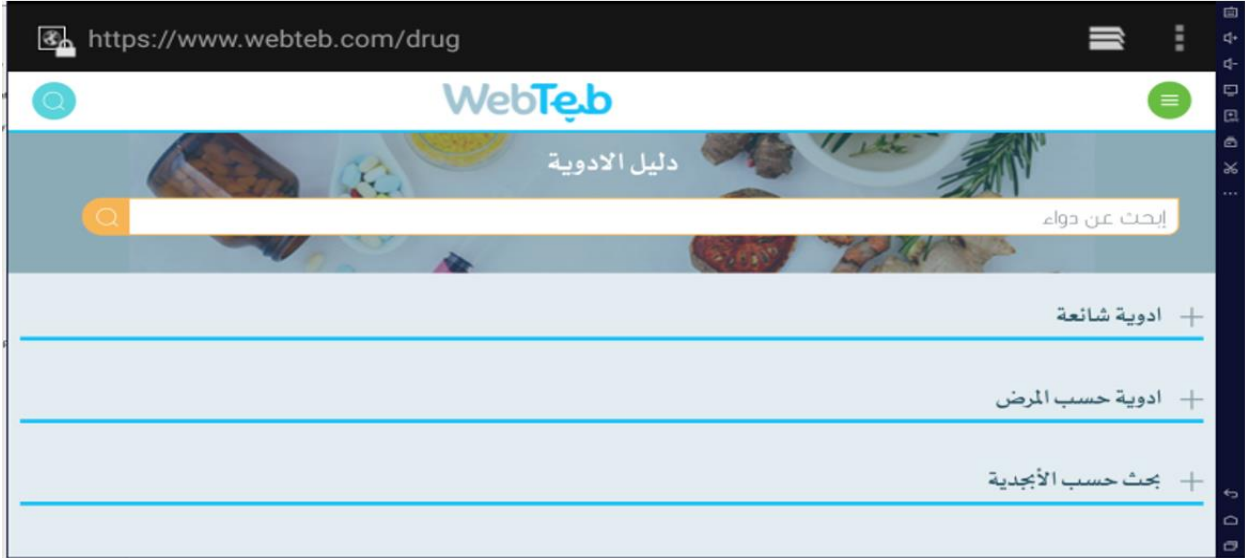 https://www.webteb.com/drug
WebTeb
دليل الادوية
إبحث عن دواء
ادوية شائعة
ادوية حسب المرض
بحث حسب الأبجدية